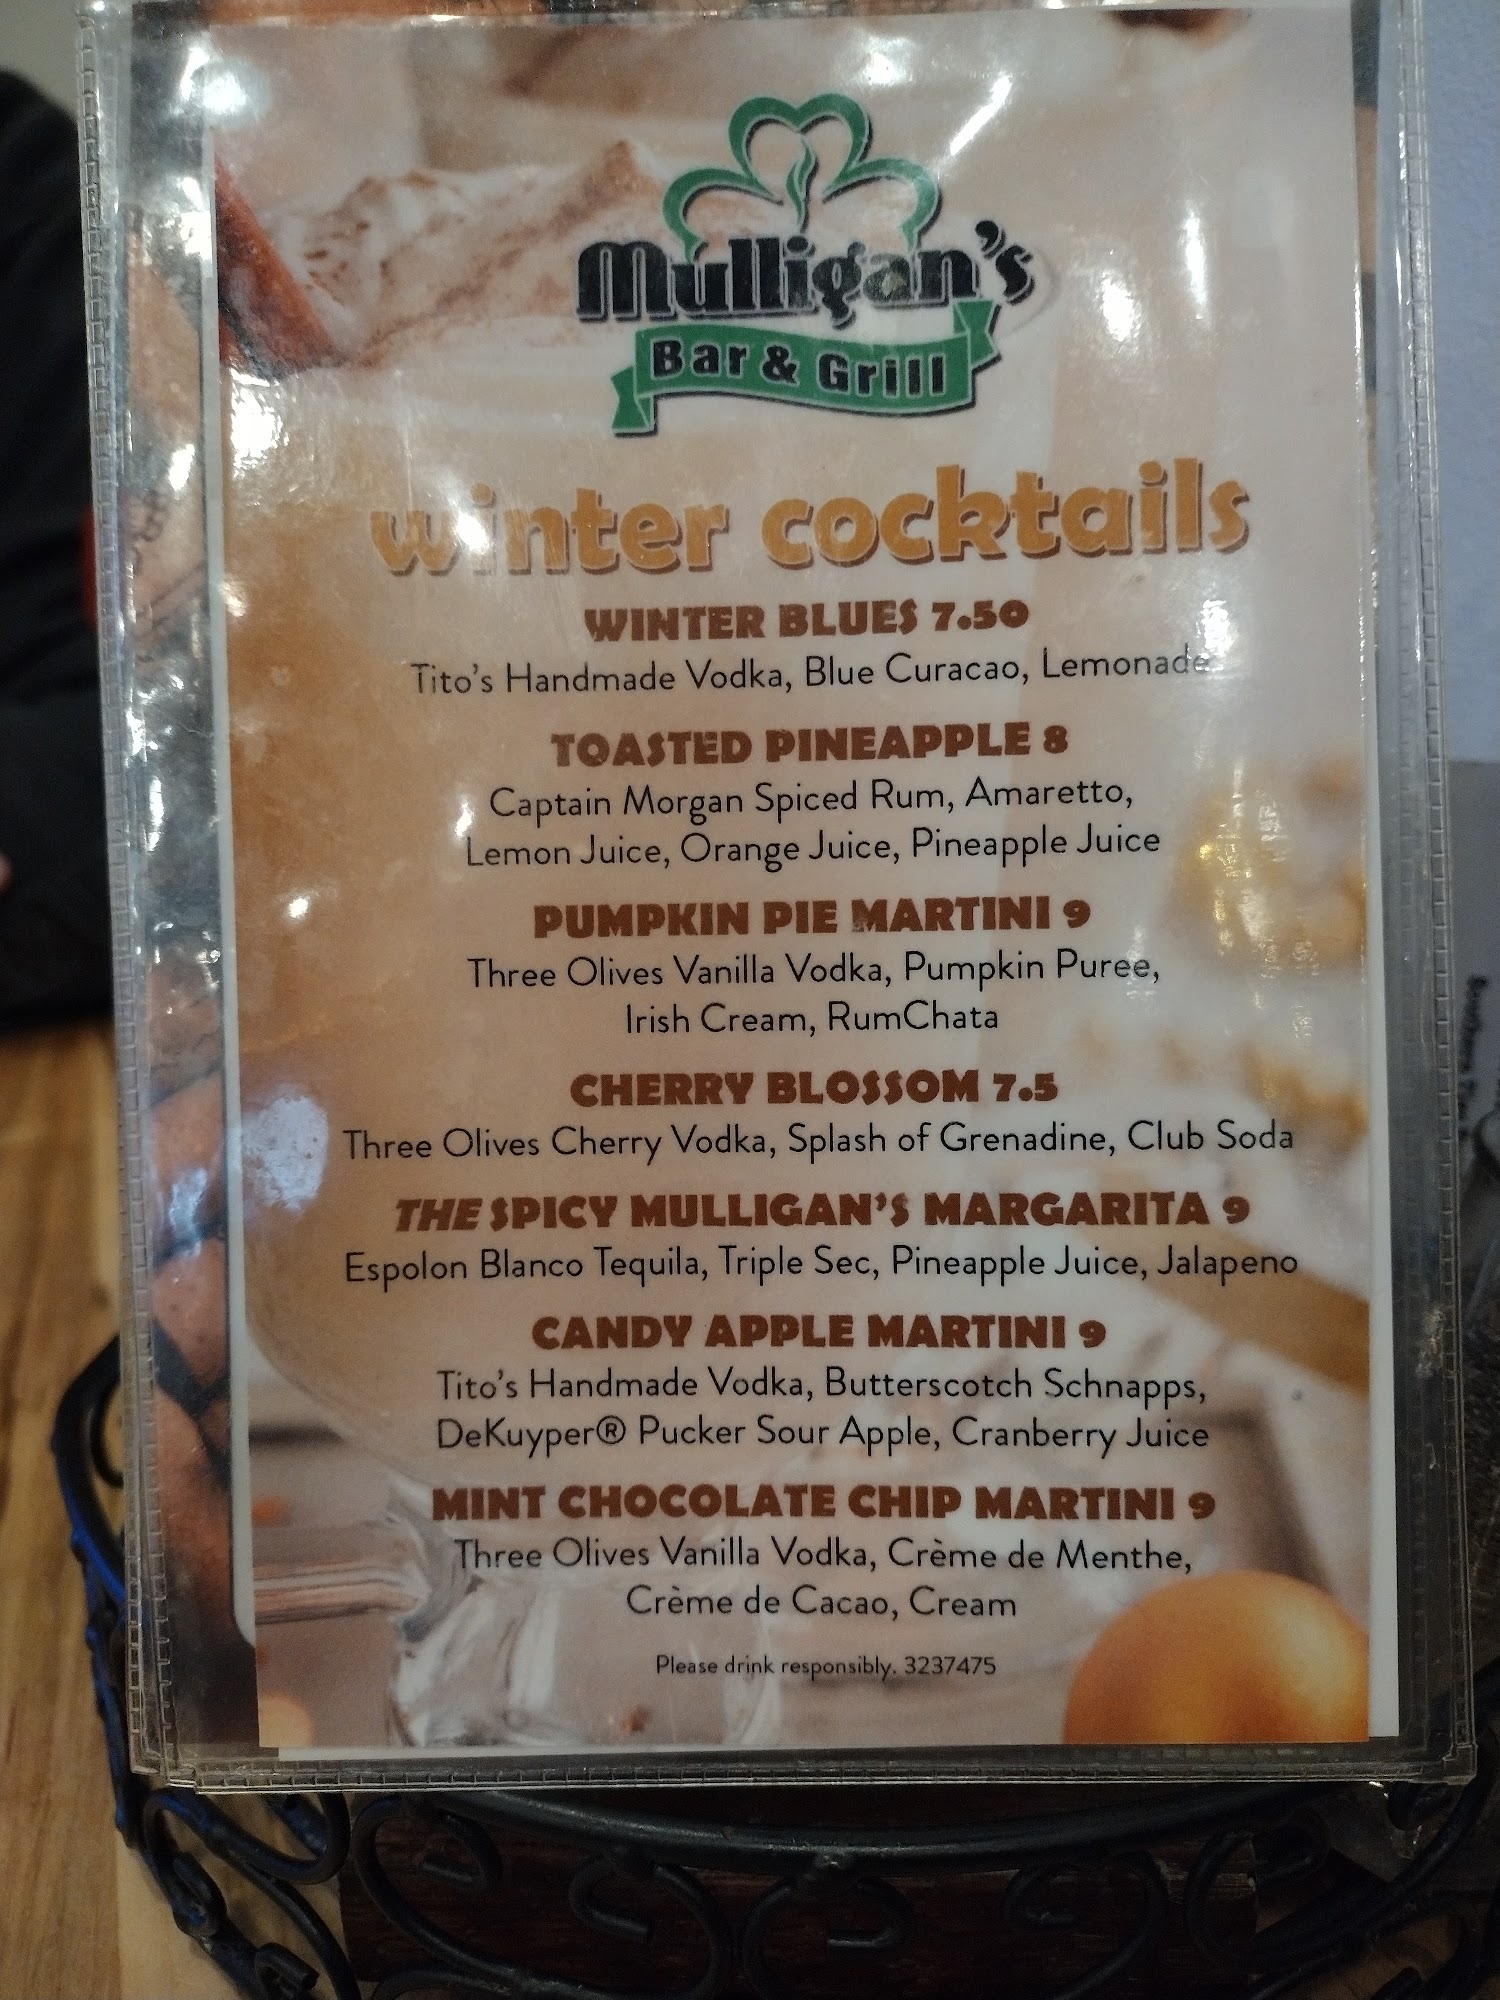 Mulligan's
Bar & Grill
winter cocktails
WINTER BLUES 7.50
Tito's Handmade Vodka, Blue Curacao, Lemonade
TOASTED PINEAPPLE 8
Captain Morgan Spiced Rum, Amaretto,
Lemon Juice, Orange Juice, Pineapple Juice
PUMPKIN PIE MARTINI 9
Three Olives Vanilla Vodka, Pumpkin Puree,
Irish Cream, RumChata
CHERRY BLOSSOM 7.5
Three Olives Cherry Vodka, Splash of Grenadine, Club Soda
THE SPICY MULLIGAN'S MARGARITA 9
Espolon Blanco Tequila, Triple Sec, Pineapple Juice, Jalapeno
CANDY APPLE MARTINI 9
Tito's Handmade Vodka, Butterscotch Schnapps,
DeKuyper® Pucker Sour Apple, Cranberry Juice
MINT CHOCOLATE CHIP MARTINI 9
Three Olives Vanilla Vodka, Crème de Menthe,
Crème de Cacao, Cream
Please drink responsibly. 3237475